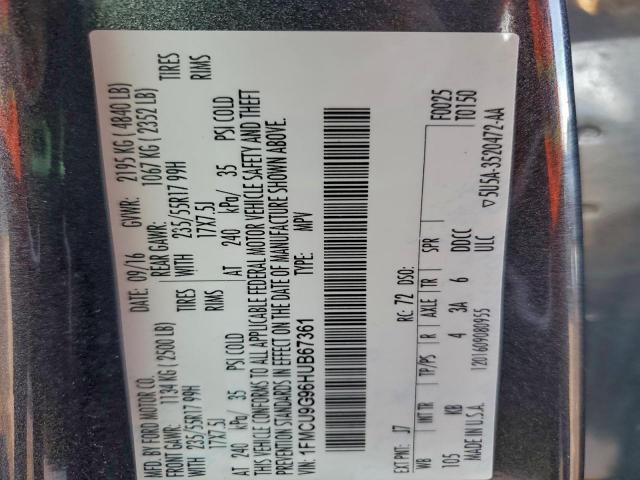 MFD. BY FORD MOTOR CO. DATE: 09/16 GVWR: 2195 KG (4840 LB)
FRONT GAWR: 1134 KG (2500 LB) REAR GAWR: 1067 KG (2352 LB)
WITH 235/55R17 99H TIRES WITH 235/55R17 99H TIRES
17X7.5J RIMS 17X7.5J RIMS
AT 240 kPa/ 35 PSI COLD AT 240 kPa/ 35 PSI COLD
THIS VEHICLE CONFORMS TO ALL APPLICABLE FEDERAL MOTOR VEHICLE SAFETY AND THEFT
PREVENTION STANDARDS IN EFFECT ON THE DATE OF MANUFACTURE SHOWN ABOVE.
VIN: 1FMCU9G96HUB67361 TYPE: MPV
EXT PNT: J7 RC: 72 DSO: F0025
WB INT TR TP/PS R AXLE TR SPR T0150
105 KB 4 3A 6 DDCC
MADE IN U.S.A. 1201609080955 ULC ▽5U5A-3520472-AA